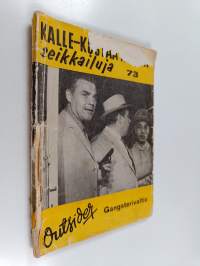 KALLE-KUSTAA
seikkailuja
73
Outsider
Gangsterivaltio